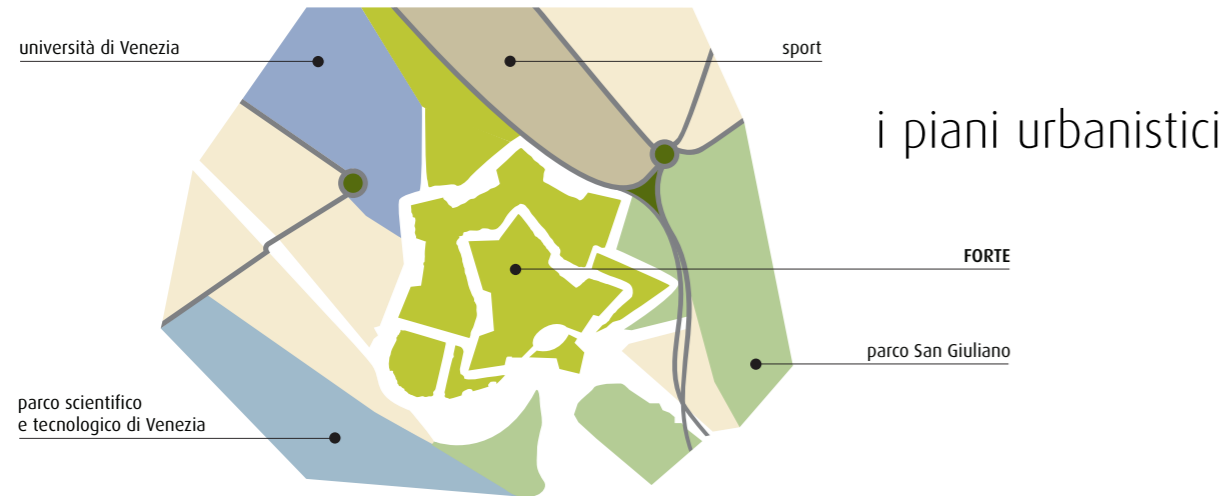 università di Venezia
sport
i piani urbanistici
FORTE
parco San Giuliano
parco scientifico
e tecnologico di Venezia